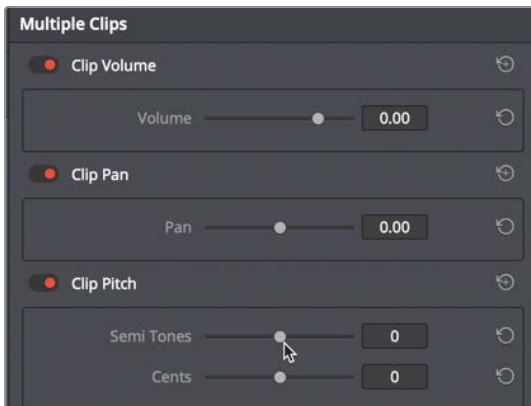 Multiple Clips
Clip Volume
Volume 0.00
Clip Pan
Pan 0.00
Clip Pitch
Semi Tones 0
Cents 0